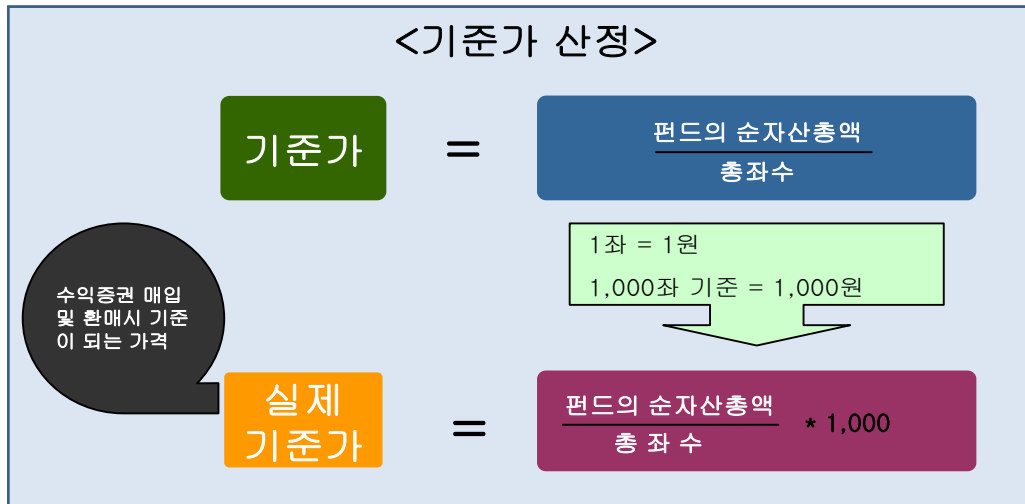 <기준가 산정>
기준가
=
펀드의 순자산총액
총좌수
1좌 = 1원
1,000좌 기준 = 1,000원
수익증권 매입
및 환매시 기준
이 되는 가격
실제
기준가
=
펀드의 순자산총액
총 좌 수
* 1,000